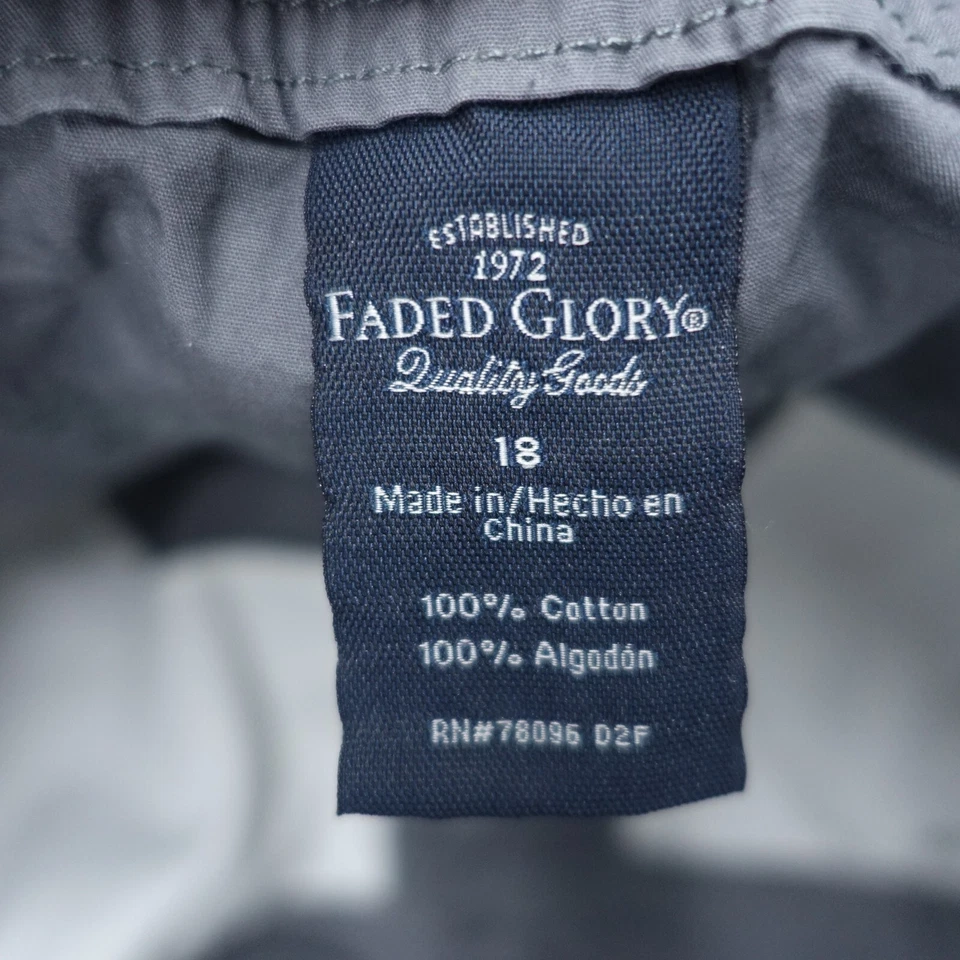 ESTABLISHED
1972
FADED GLORY®
Quality Goods
18
Made in/Hecho en
China
100% Cotton
100% Algodón
RN#78096 D2F